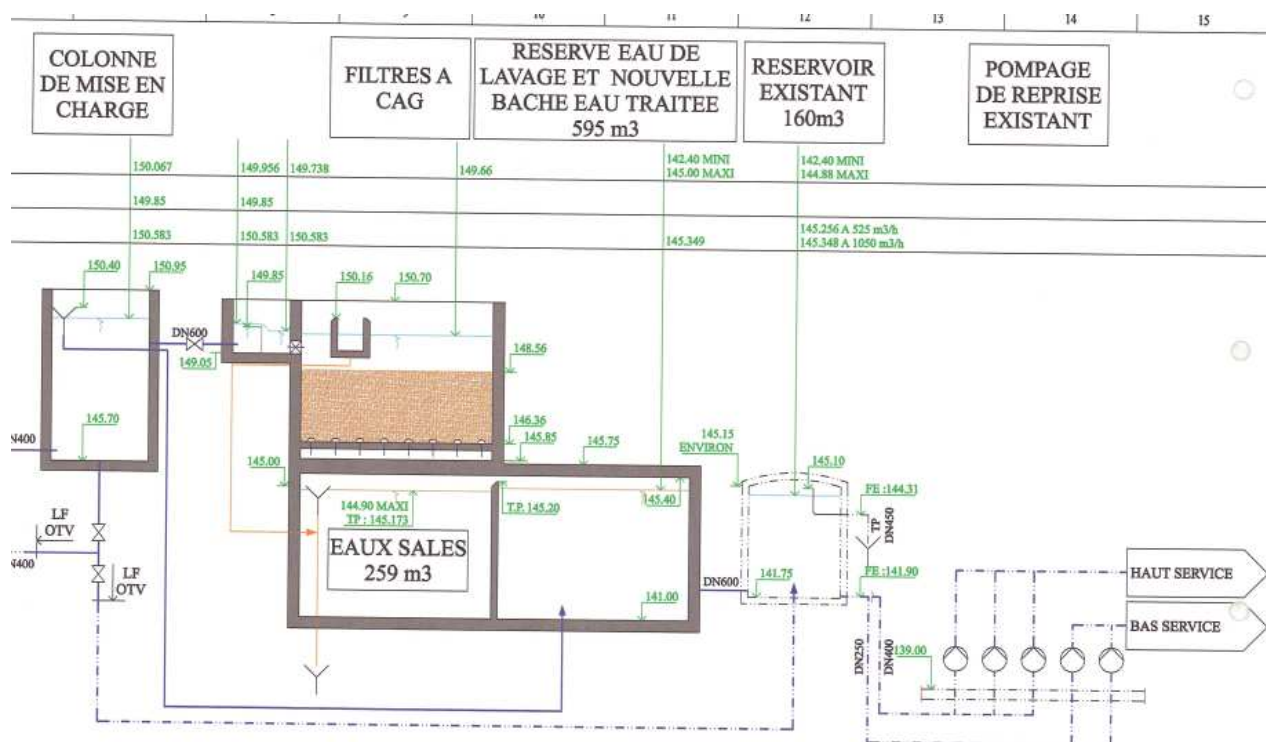 12
13
14
15
COLONNE
DE MISE EN
CHARGE
FILTRES A
CAG
RESERVE EAU DE
LAVAGE ET NOUVELLE
BACHE EAU TRAITEE
595 m3
RESERVOIR
EXISTANT
160m3
POMPAGE
DE REPRISE
EXISTANT
150.067
149.956
149.738
149.66
142.40 MINI
145.00 MAXI
142.40 MINI
144.88 MAXI
149.85
149.85
150.583
150.583
150.583
145.349
145.256 A 525 m3/h
145.348 A 1050 m3/h
150.40
150.95
149.85
150.16
150.70
DN600
149.05
148.56
145.70
146.36
145.85
145.75
145.15
ENVIRON
N400
145.00
144.90 MAXI
TP : 145.173
T.P. 145.20
145.40
145.10
FE :144.31
TP
DN450
EAUX SALES
259 m3
LF
OTV
N400
LF
OTV
DN600
141.75
FE :141.90
141.00
HAUT SERVICE
BAS SERVICE
DN250
DN400
139.00